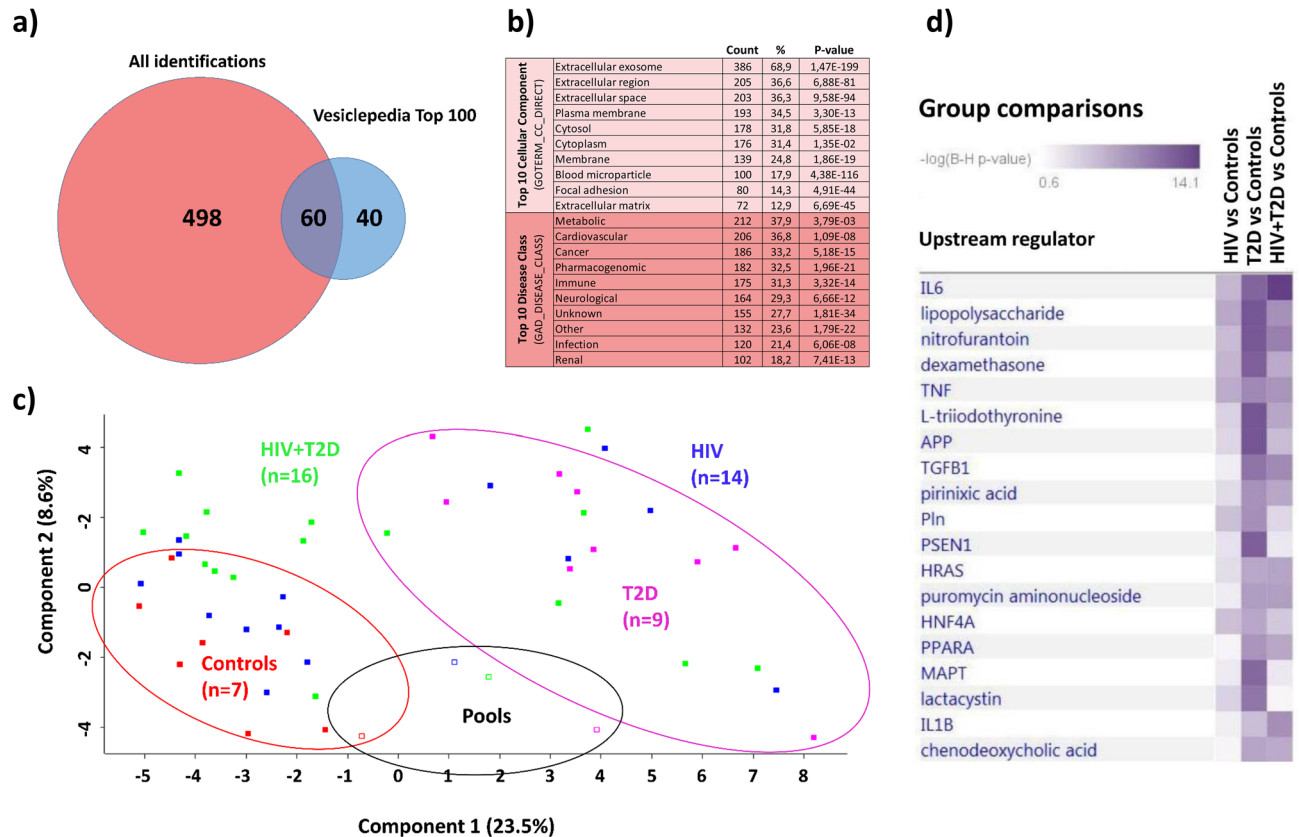 a)
All identifications
Vesiclepedia Top 100
498
60
40
b)
Count % P-value
Top 10 Cellular Component
(GOTERM_CC_DIRECT)
Extracellular exosome 386 68,9 1,47E-199
Extracellular region 205 36,6 6,88E-81
Extracellular space 203 36,3 9,58E-94
Plasma membrane 193 34,5 3,30E-13
Cytosol 178 31,8 5,85E-18
Cytoplasm 176 31,4 1,35E-02
Membrane 139 24,8 1,86E-19
Blood microparticle 100 17,9 4,38E-116
Focal adhesion 80 14,3 4,91E-44
Extracellular matrix 72 12,9 6,69E-45
Top 10 Disease Class
(GAD_DISEASE_CLASS)
Metabolic 212 37,9 3,79E-03
Cardiovascular 206 36,8 1,09E-08
Cancer 186 33,2 5,18E-15
Pharmacogenomic 182 32,5 1,96E-21
Immune 175 31,3 3,32E-14
Neurological 164 29,3 6,66E-12
Unknown 155 27,7 1,81E-34
Other 132 23,6 1,79E-22
Infection 120 21,4 6,06E-08
Renal 102 18,2 7,41E-13
c)
Component 2 (8.6%)
4
-2
0
-2
-4
HIV+T2D
(n=16)
HIV
(n=14)
T2D
(n=9)
Controls
(n=7)
Pools
-5 -4 -3 -2 -1 0 1 2 3 4 5 6 7 8
Component 1 (23.5%)
d)
Group comparisons
-log(B-H p-value)
0.6 14.1
HIV vs Controls
T2D vs Controls
HIV+T2D vs Controls
Upstream regulator
IL6
lipopolysaccharide
nitrofurantoin
dexamethasone
TNF
L-triiodothyronine
APP
TGFB1
pirinixic acid
Pln
PSEN1
HRAS
puromycin aminonucleoside
HNF4A
PPARA
MAPT
lactacystin
IL1B
chenodeoxycholic acid